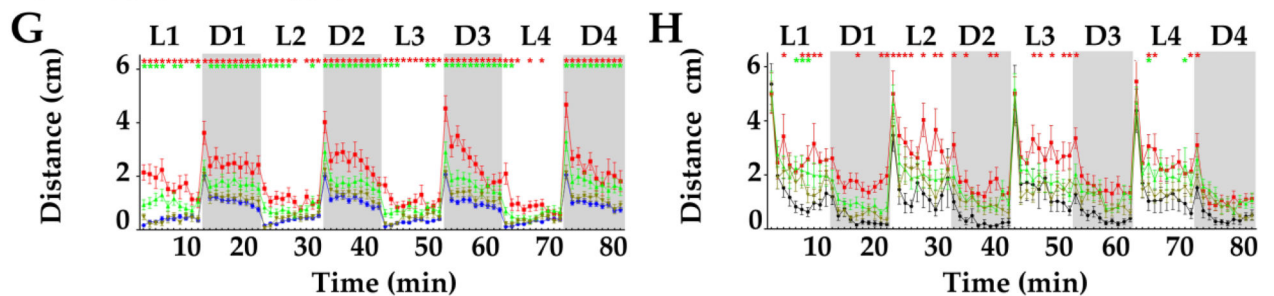 G
L1 D1 L2 D2 L3 D3 L4 D4
Distance (cm)
6
4
2
0
10 20 30 40 50 60 70 80
Time (min)
H
L1 D1 L2 D2 L3 D3 L4 D4
Distance cm)
6
4
2
0
10 20 30 40 50 60 70 80
Time (min)